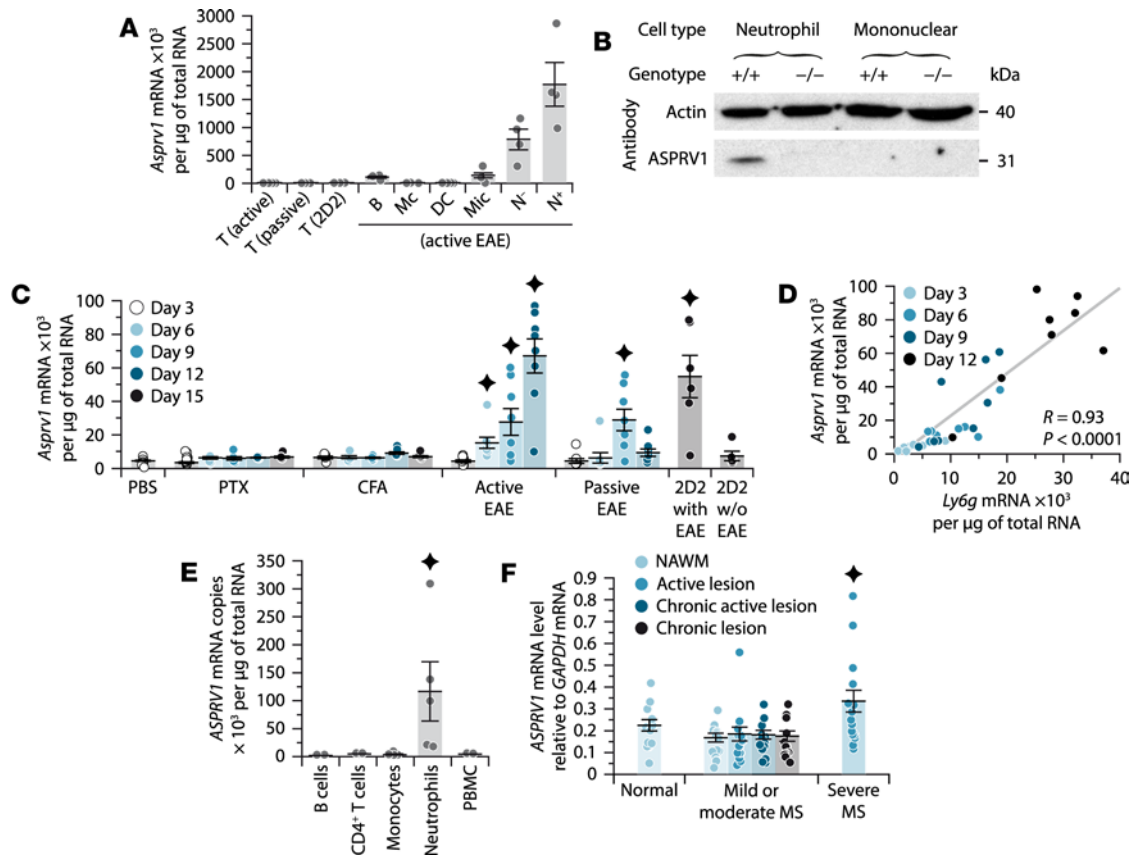 A
Asprv1 mRNA ×10³
per µg of total RNA
3000
2500
2000
1500
1000
500
0
T (active)
T (passive)
T (2D2)
B
Mc
DC
Mic
N⁻
N⁺
(active EAE)
B
Cell type
Neutrophil
Mononuclear
Genotype
+/+
−/−
+/+
−/−
kDa
Antibody
Actin
40
ASPRV1
31
C
Asprv1 mRNA ×10³
per µg of total RNA
100
80
60
40
20
0
Day 3
Day 6
Day 9
Day 12
Day 15
PBS
PTX
CFA
Active
EAE
Passive
EAE
2D2
with
EAE
2D2
w/o
EAE
D
Asprv1 mRNA ×10³
per µg of total RNA
100
80
60
40
20
0
Day 3
Day 6
Day 9
Day 12
R = 0.93
P < 0.0001
0
10
20
30
40
Ly6g mRNA ×10³
per µg of total RNA
E
ASPRV1 mRNA copies
× 10³ per µg of total RNA
350
300
250
200
150
100
50
0
B cells
CD4⁺ T cells
Monocytes
Neutrophils
PBMC
F
ASPRV1 mRNA level
relative to GAPDH mRNA
0.9
0.8
0.7
0.6
0.5
0.4
0.3
0.2
0.1
0
NAWM
Active lesion
Chronic active lesion
Chronic lesion
Normal
Mild or
moderate MS
Severe
MS